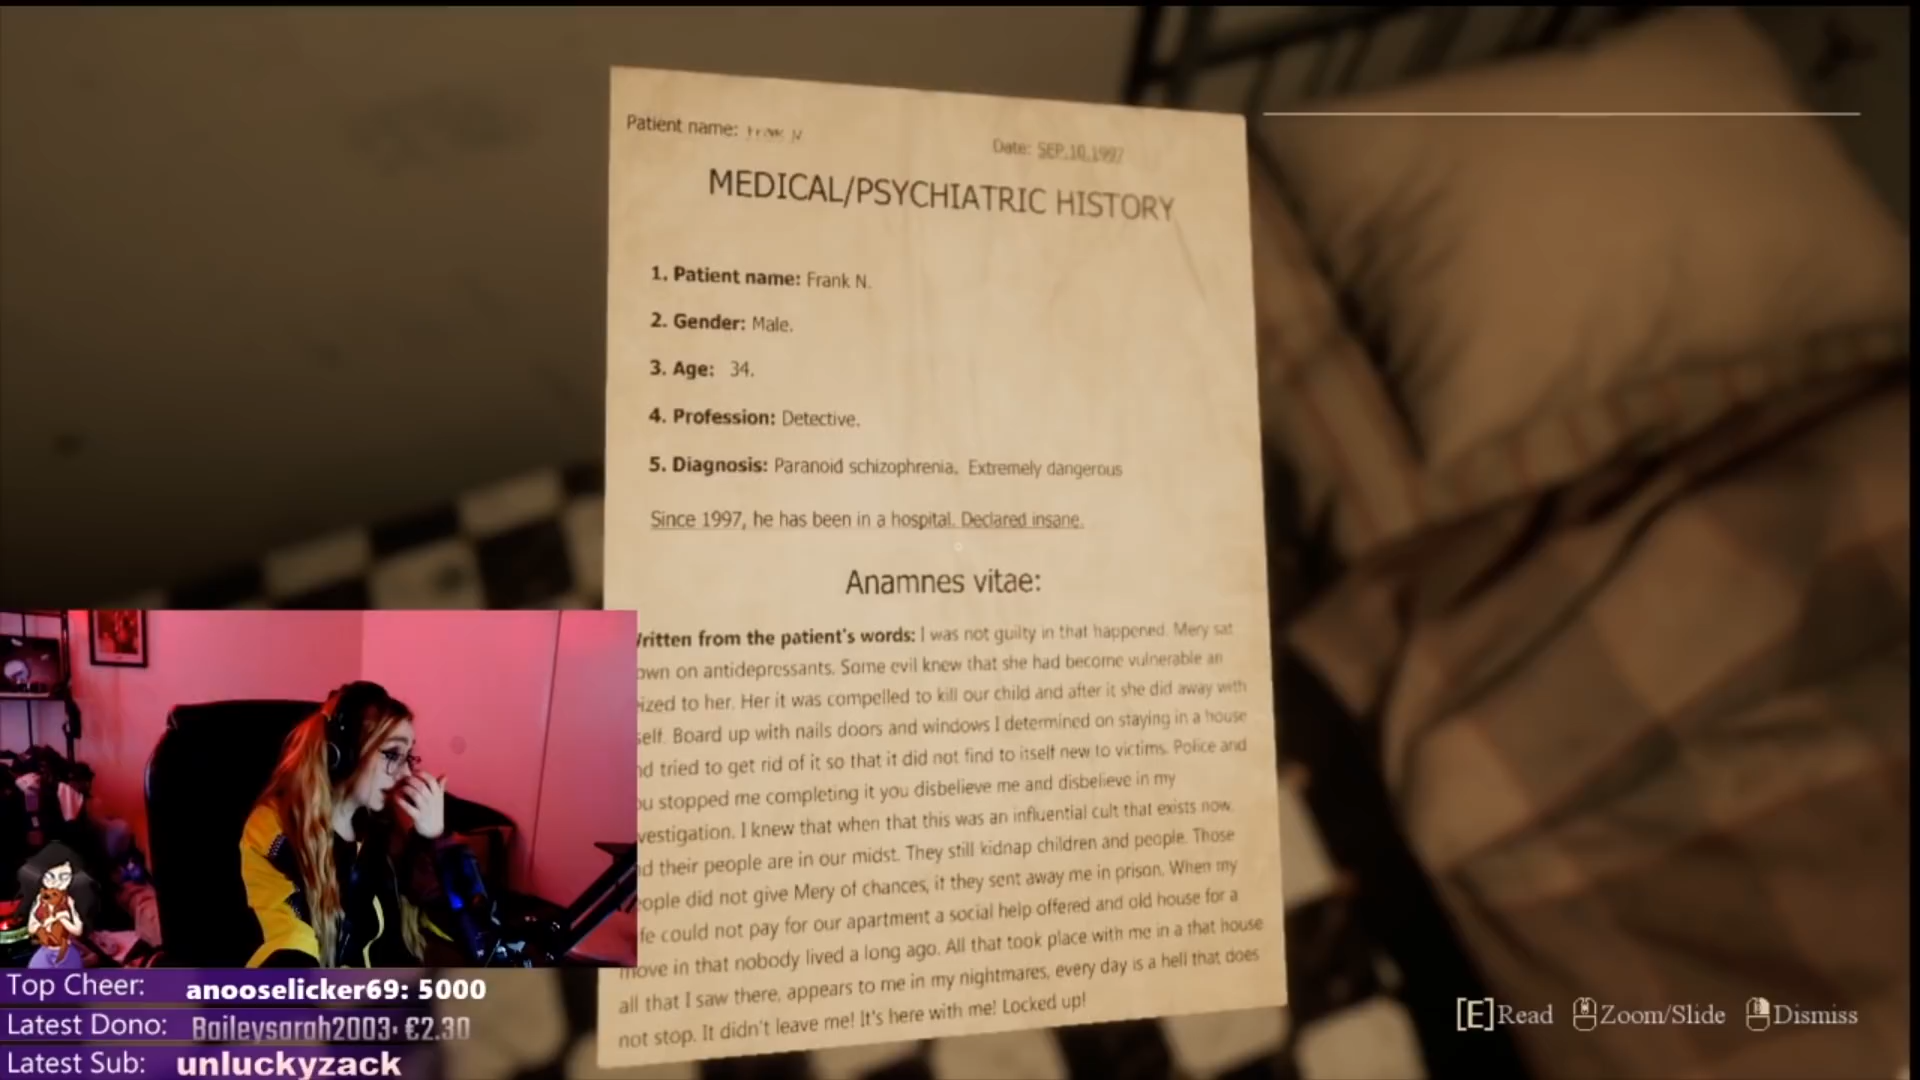 Patient name: Frank N
Date: SEP.10.1997
MEDICAL/PSYCHIATRIC HISTORY
1. Patient name: Frank N.
2. Gender: Male.
3. Age: 34.
4. Profession: Detective.
5. Diagnosis: Paranoid schizophrenia. Extremely dangerous
Since 1997, he has been in a hospital. Declared insane.
Anamnes vitae:
ritten from the patient's words: I was not guilty in that happened. Mery sat
own on antidepressants. Some evil knew that she had become vulnerable an
ized to her. Her it was compelled to kill our child and after it she did away with
self. Board up with nails doors and windows I determined on staying in a house
nd tried to get rid of it so that it did not find to itself new to victims. Police and
ou stopped me completing it you disbelieve me and disbelieve in my
vestigation. I knew that when that this was an influential cult that exists now.
nd their people are in our midst. They still kidnap children and people. Those
eople did not give Mery of chances, if they sent away me in prison. When my
fe could not pay for our apartment a social help offered and old house for a
move in that nobody lived a long ago. All that took place with me in a that house
all that I saw there, appears to me in my nightmares, every day is a hell that does
not stop. It didn't leave me! It's here with me! Locked up!
[E]Read Zoom/Slide Dismiss
Top Cheer: anooselicker69: 5000
Latest Dono: Baileysarah2003: €2.30
Latest Sub: unluckyzack